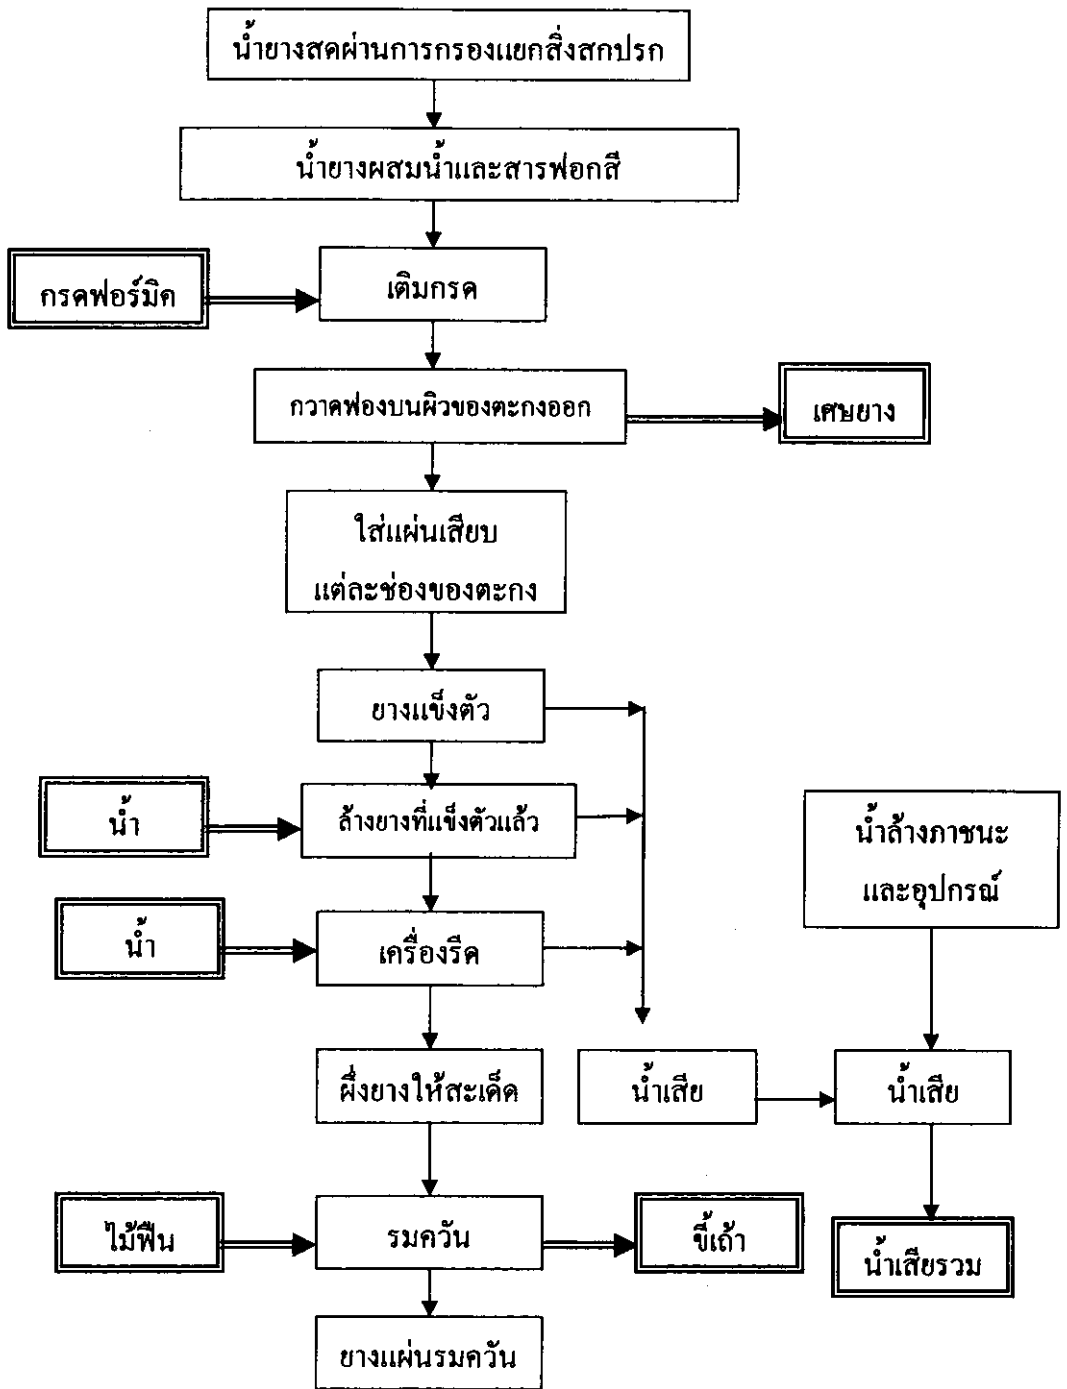 น้ำยางสดผ่านการกรองแยกสิ่งสกปรก
น้ำยางผสมน้ำและสารฟอกสี
กรดฟอร์มิค
เติมกรด
กวาดฟองบนผิวของตะกงออก
เศษยาง
ใส่แผ่นเสียบ
แต่ละช่องของตะกง
ยางแข็งตัว
น้ำ
ล้างยางที่แข็งตัวแล้ว
น้ำล้างภาชนะ
และอุปกรณ์
น้ำ
เครื่องรีด
ผึ่งยางให้สะเด็ด
น้ำเสีย
น้ำเสีย
ไม้ฟืน
รมควัน
ขี้เถ้า
น้ำเสียรวม
ยางแผ่นรมควัน